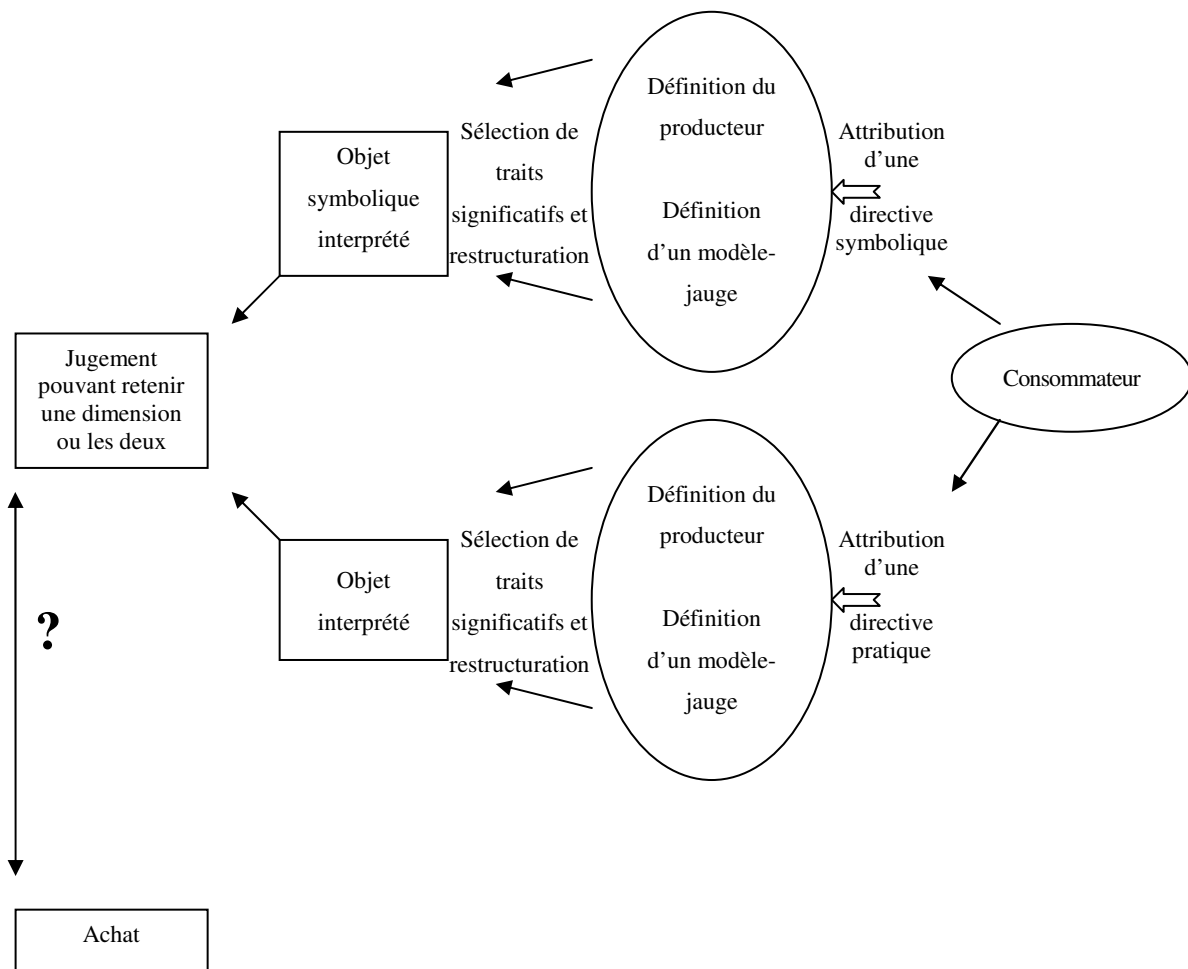 Définition du
producteur
Définition
d’un modèle-
jauge
Attribution
d’une
directive
symbolique
Sélection de
traits
significatifs et
restructuration
Objet
symbolique
interprété
Consommateur
Jugement
pouvant retenir
une dimension
ou les deux
Définition du
producteur
Définition
d’un modèle-
jauge
Attribution
d’une
directive
pratique
Sélection de
traits
significatifs et
restructuration
Objet
interprété
?
Achat